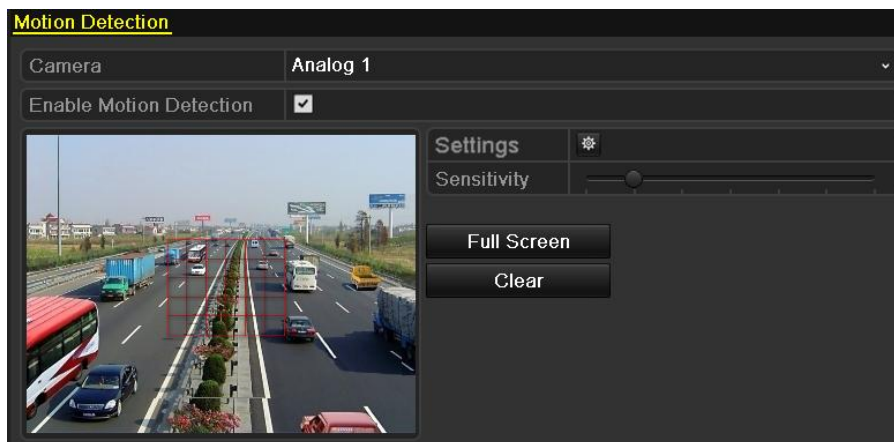 Motion Detection
Camera
Analog 1
Enable Motion Detection
Settings
Sensitivity
Full Screen
Clear